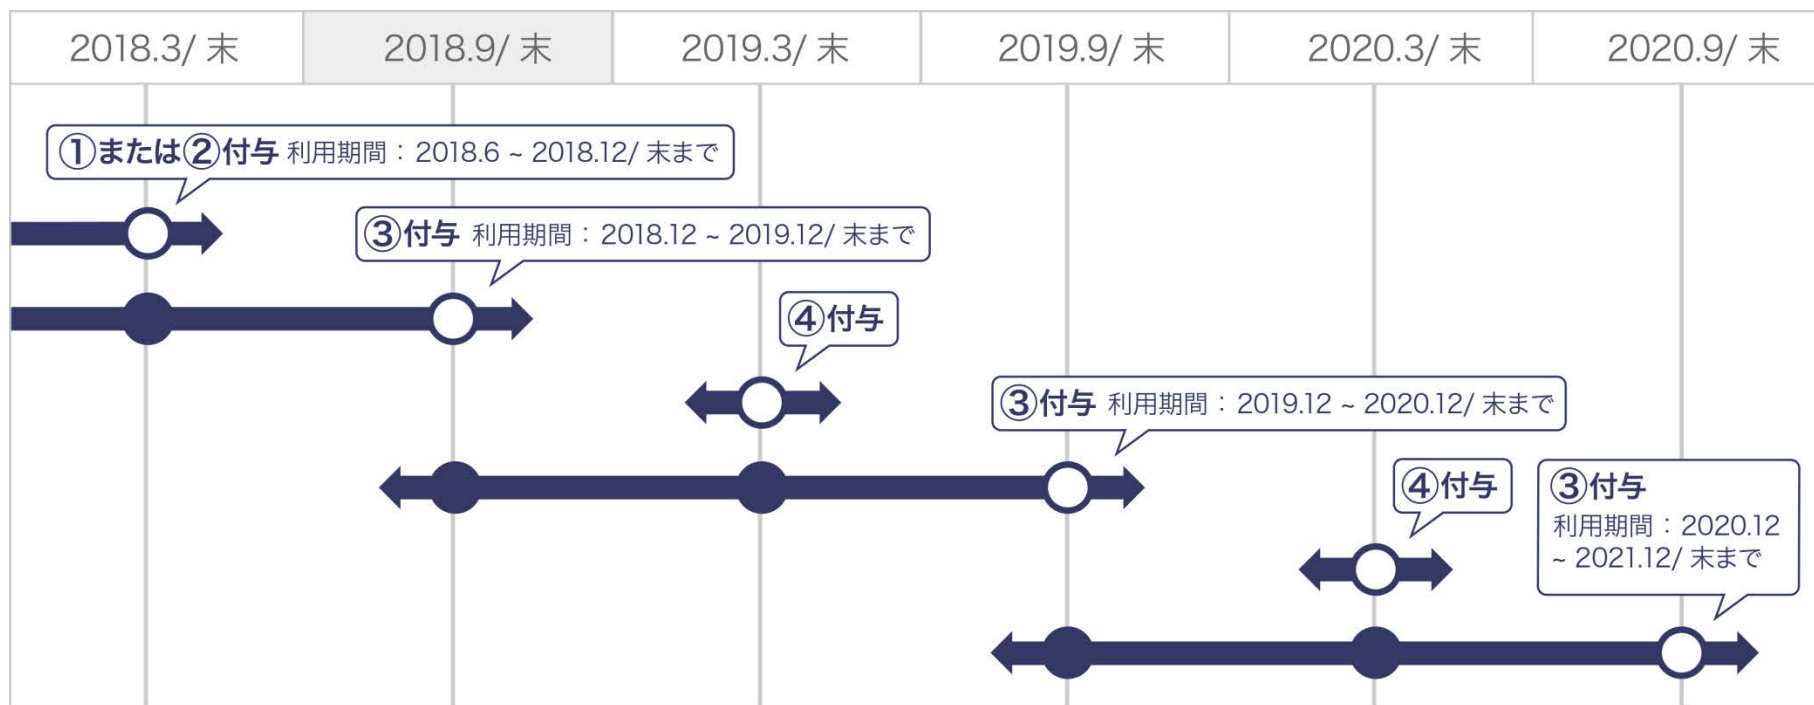 2018.3/ 末
2018.9/ 末
2019.3/ 末
2019.9/ 末
2020.3/ 末
2020.9/ 末
①または②付与 利用期間：2018.6 ~ 2018.12/ 末まで
③付与 利用期間：2018.12 ~ 2019.12/ 末まで
④付与
③付与 利用期間：2019.12 ~ 2020.12/ 末まで
④付与
③付与
利用期間：2020.12
~ 2021.12/ 末まで